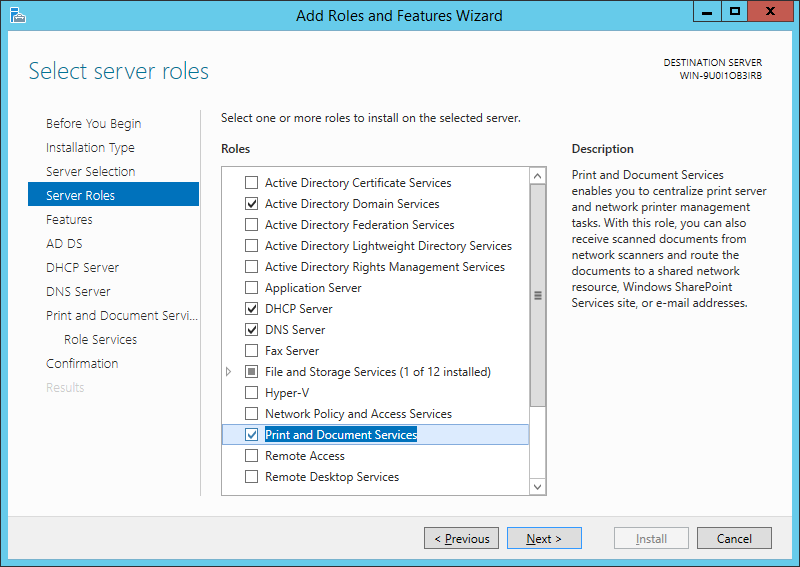 Add Roles and Features Wizard
Select server roles
DESTINATION SERVER
WIN-9U0I1OB3IRB
Before You Begin
Installation Type
Server Selection
Server Roles
Features
AD DS
DHCP Server
DNS Server
Print and Document Servi...
Role Services
Confirmation
Results
Select one or more roles to install on the selected server.
Roles
Active Directory Certificate Services
Active Directory Domain Services
Active Directory Federation Services
Active Directory Lightweight Directory Services
Active Directory Rights Management Services
Application Server
DHCP Server
DNS Server
Fax Server
File and Storage Services (1 of 12 installed)
Hyper-V
Network Policy and Access Services
Print and Document Services
Remote Access
Remote Desktop Services
Description
Print and Document Services
enables you to centralize print server
and network printer management
tasks. With this role, you can also
receive scanned documents from
network scanners and route the
documents to a shared network
resource, Windows SharePoint
Services site, or e-mail addresses.
< Previous
Next >
Install
Cancel